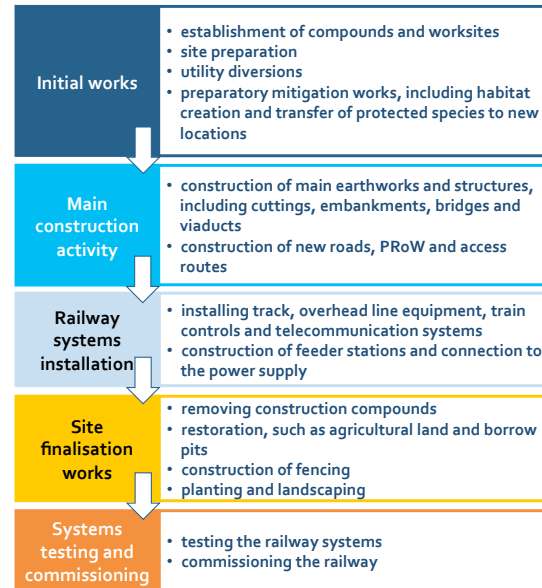 Initial works
• establishment of compounds and worksites
• site preparation
• utility diversions
• preparatory mitigation works, including habitat
creation and transfer of protected species to new
locations
Main
construction
activity
• construction of main earthworks and structures,
including cuttings, embankments, bridges and
viaducts
• construction of new roads, PRoW and access
routes
Railway
systems
installation
• installing track, overhead line equipment, train
controls and telecommunication systems
• construction of feeder stations and connection to
the power supply
Site
finalisation
works
• removing construction compounds
• restoration, such as agricultural land and borrow
pits
• construction of fencing
• planting and landscaping
Systems
testing and
commissioning
• testing the railway systems
• commissioning the railway